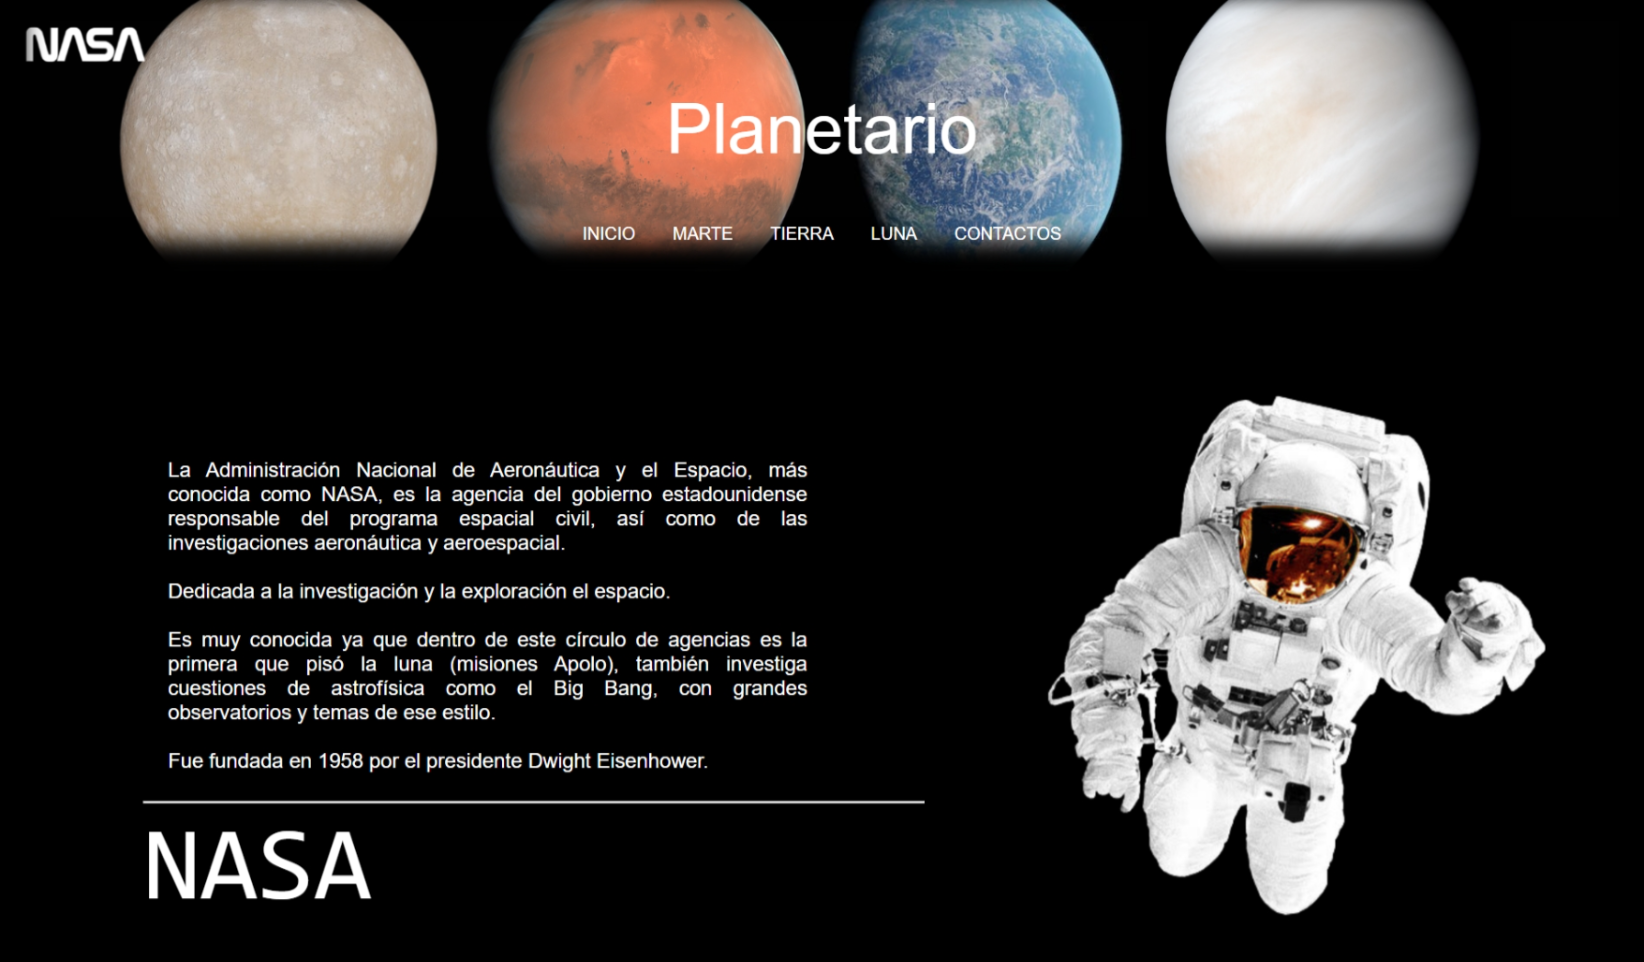 NASA
Planetario
INICIO MARTE TIERRA LUNA CONTACTOS
La Administración Nacional de Aeronáutica y el Espacio, más
conocida como NASA, es la agencia del gobierno estadounidense
responsable del programa espacial civil, así como de las
investigaciones aeronáutica y aeroespacial.
Dedicada a la investigación y la exploración el espacio.
Es muy conocida ya que dentro de este círculo de agencias es la
primera que pisó la luna (misiones Apolo), también investiga
cuestiones de astrofísica como el Big Bang, con grandes
observatorios y temas de ese estilo.
Fue fundada en 1958 por el presidente Dwight Eisenhower.
NASA